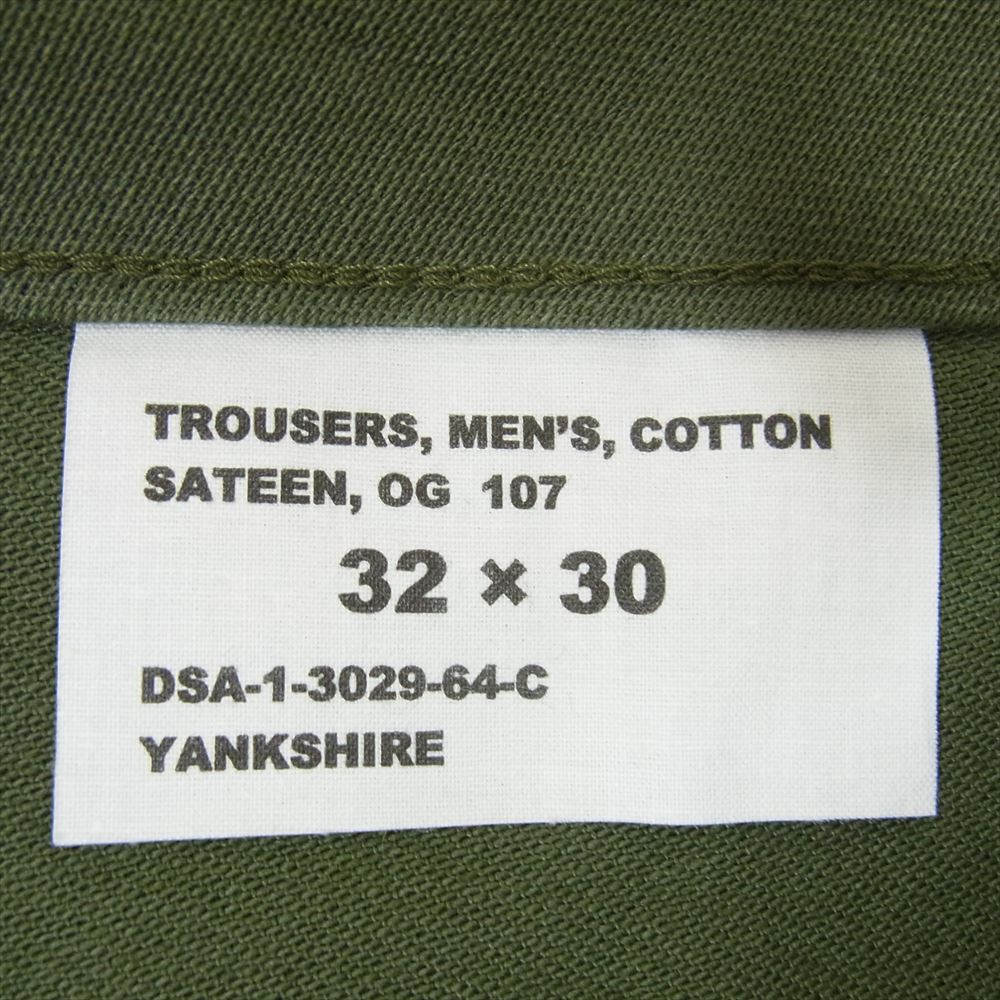 TROUSERS, MEN’S, COTTON
SATEEN, OG 107
32 × 30
DSA-1-3029-64-C
YANKSHIRE